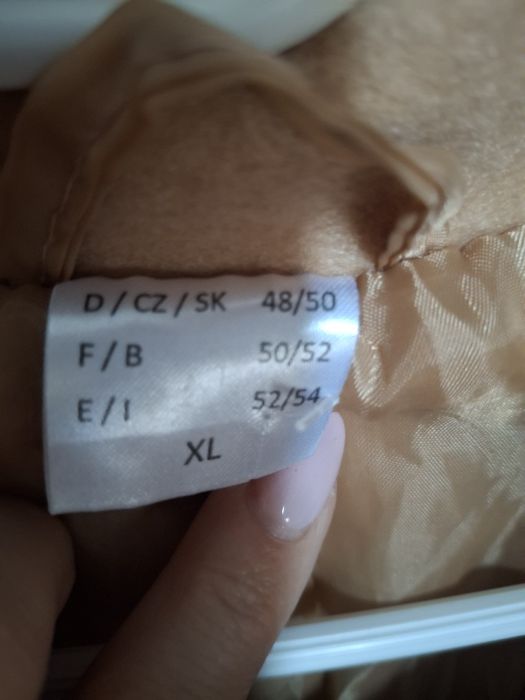 D / CZ / SK 48/50
F / B 50/52
E / I 52/54
XL